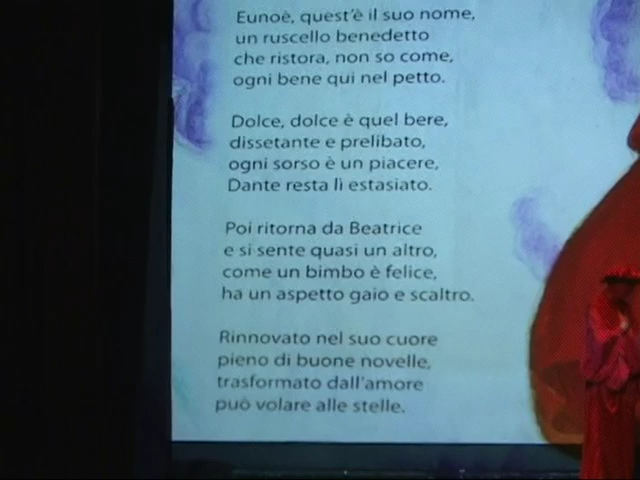 Eunoè, quest'è il suo nome,
un ruscello benedetto
che ristora, non so come,
ogni bene qui nel petto.
Dolce, dolce è quel bere,
dissetante e prelibato,
ogni sorso è un piacere,
Dante resta lì estasiato.
Poi ritorna da Beatrice
e si sente quasi un altro,
come un bimbo è felice,
ha un aspetto gaio e scaltro.
Rinnovato nel suo cuore
pieno di buone novelle,
trasformato dall'amore
può volare alle stelle.